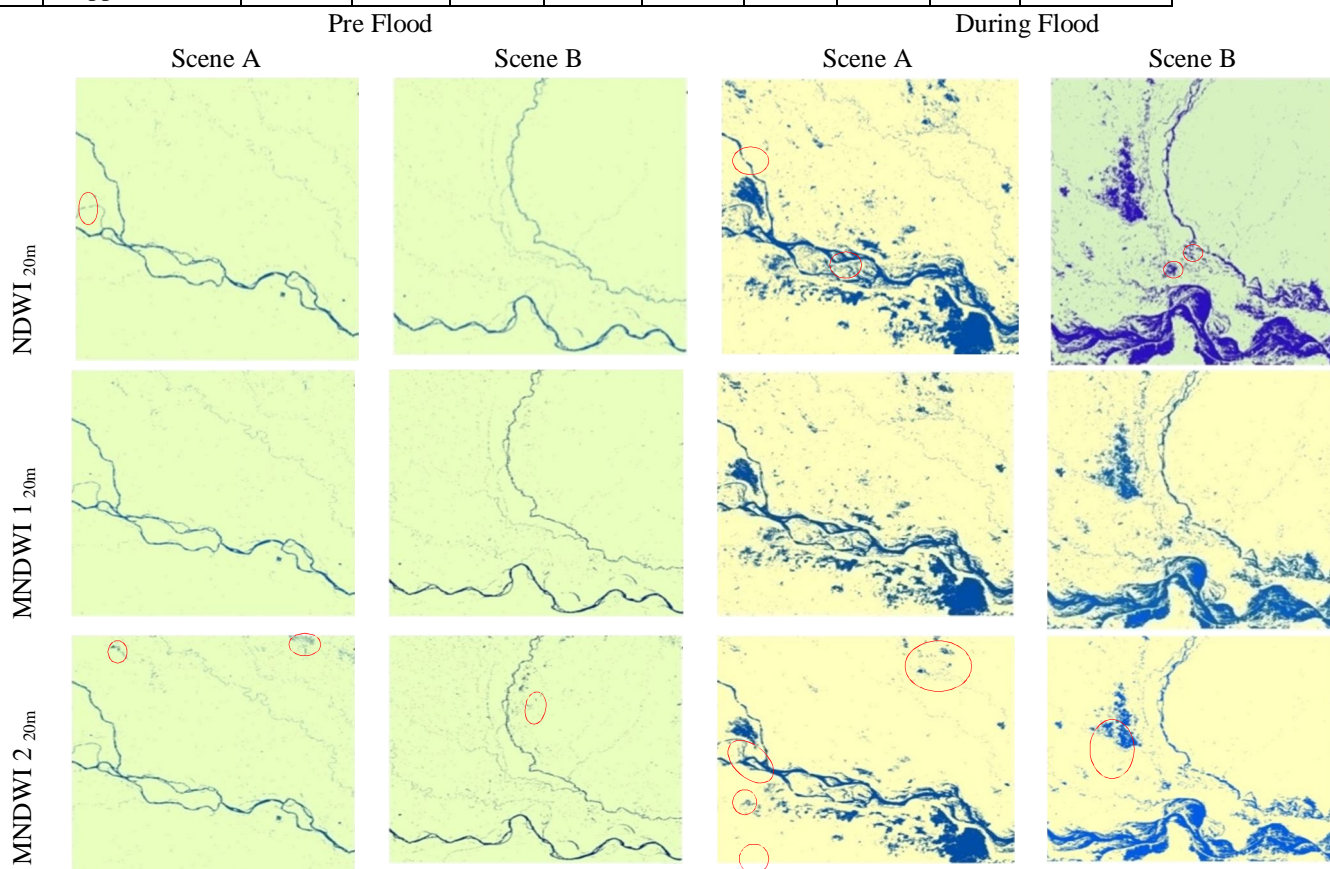 Pre Flood During Flood
Scene A Scene B Scene A Scene B
NDWI 20m
MNDWI 1 20m
MNDWI 2 20m